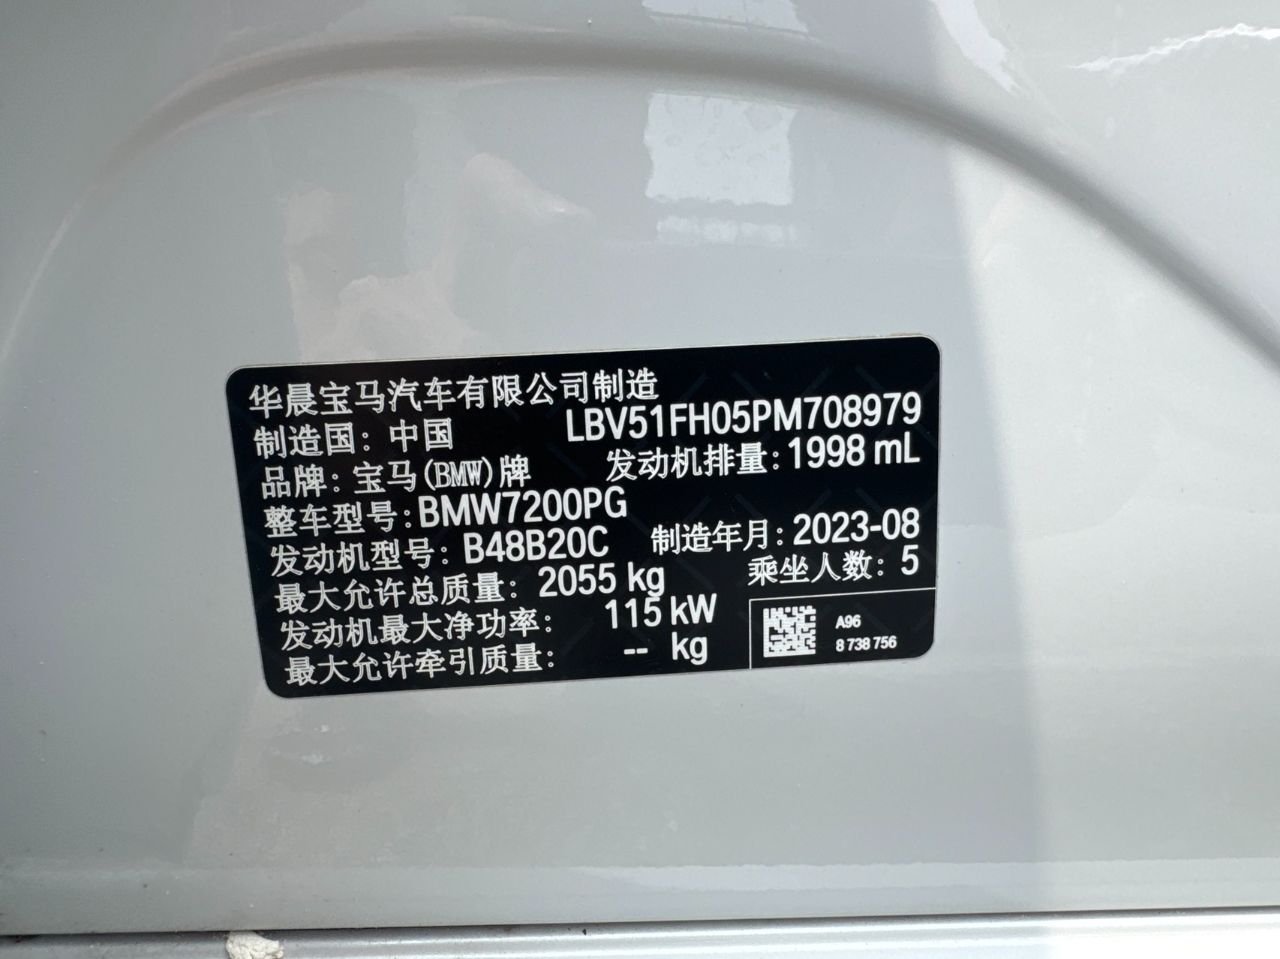 华晨宝马汽车有限公司制造
制造国：中国 LBV51FH05PM708979
品牌：宝马(BMW)牌 发动机排量：1998 mL
整车型号：BMW7200PG
发动机型号：B48B20C 制造年月：2023-08
最大允许总质量：2055 kg 乘坐人数：5
发动机最大净功率：115 kW
最大允许牵引质量：-- kg
A96
8 738 756